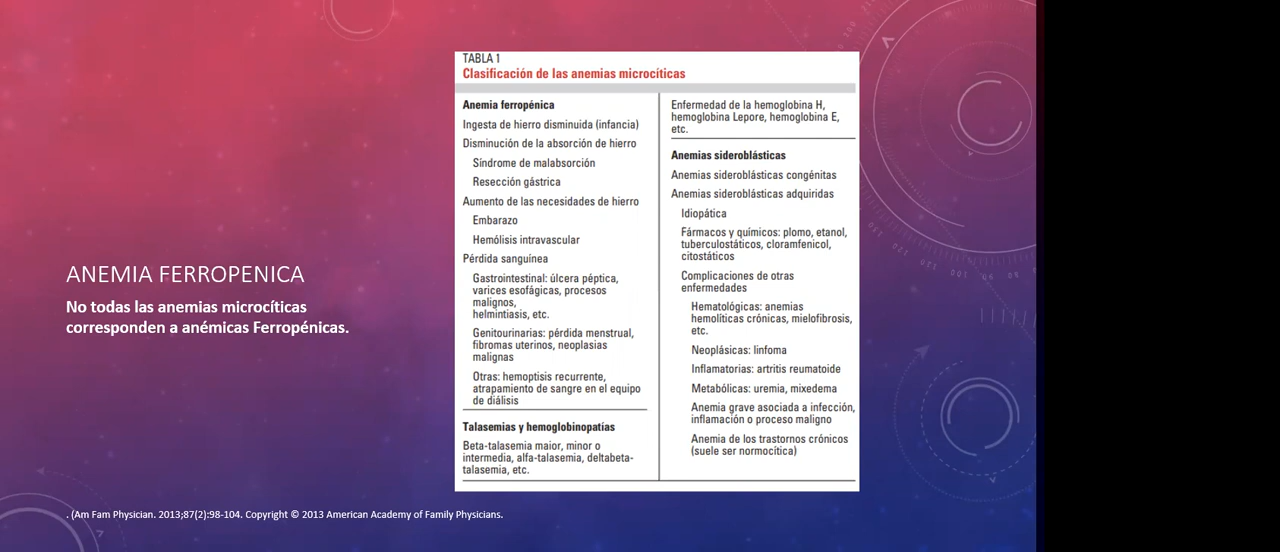 ANEMIA FERROPENICA
No todas las anemias microcíticas
corresponden a anémicas Ferropénicas.
TABLA 1
Clasificación de las anemias microcíticas
Anemia ferropénica
Ingesta de hierro disminuida (infancia)
Disminución de la absorción de hierro
Síndrome de malabsorción
Resección gástrica
Aumento de las necesidades de hierro
Embarazo
Hemólisis intravascular
Pérdida sanguínea
Gastrointestinal: úlcera péptica,
varices esofágicas, procesos
malignos,
helmintiasis, etc.
Genitourinarias: pérdida menstrual,
fibromas uterinos, neoplasias
malignas
Otras: hemoptisis recurrente,
atrapamiento de sangre en el equipo
de diálisis
Talasemias y hemoglobinopatías
Beta-talasemia maior, minor o
intermedia, alfa-talasemia, deltabeta-
talasemia, etc.
Enfermedad de la hemoglobina H,
hemoglobina Lepore, hemoglobina E,
etc.
Anemias sideroblásticas
Anemias sideroblásticas congénitas
Anemias sideroblásticas adquiridas
Idiopática
Fármacos y químicos: plomo, etanol,
tuberculostáticos, cloramfenicol,
citostáticos
Complicaciones de otras
enfermedades
Hematológicas: anemias
hemolíticas crónicas, mielofibrosis,
etc.
Neoplásicas: linfoma
Inflamatorias: artritis reumatoide
Metabólicas: uremia, mixedema
Anemia grave asociada a infección,
inflamación o proceso maligno
Anemia de los trastornos crónicos
(suele ser normocítica)
. (Am Fam Physician. 2013;87(2):98-104. Copyright © 2013 American Academy of Family Physicians.